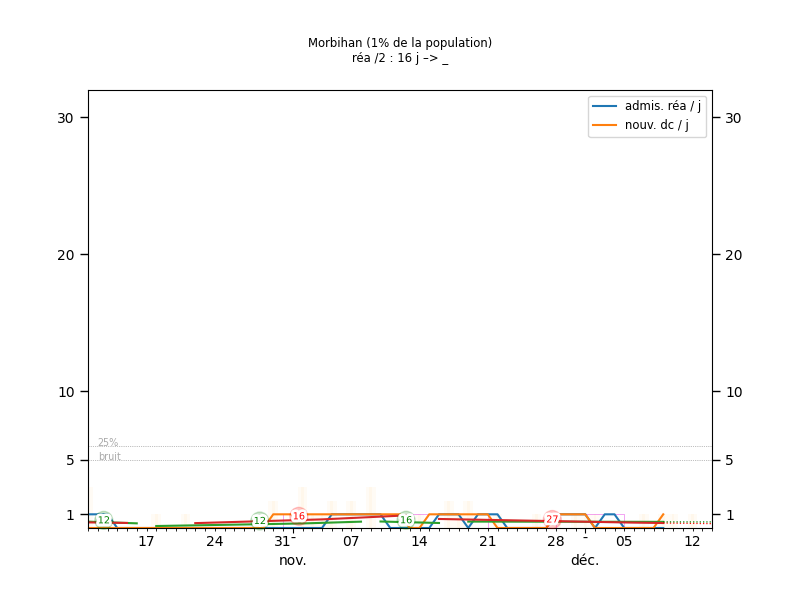 Morbihan (1% de la population)
réa /2 : 16 j –> _
admis. réa / j
nouv. dc / j
30 30
20 20
10 10
25%
bruit
5 5
1 1
12 12 16 16 27
17 24 31 07 14 21 28 - 05 12
nov. déc.